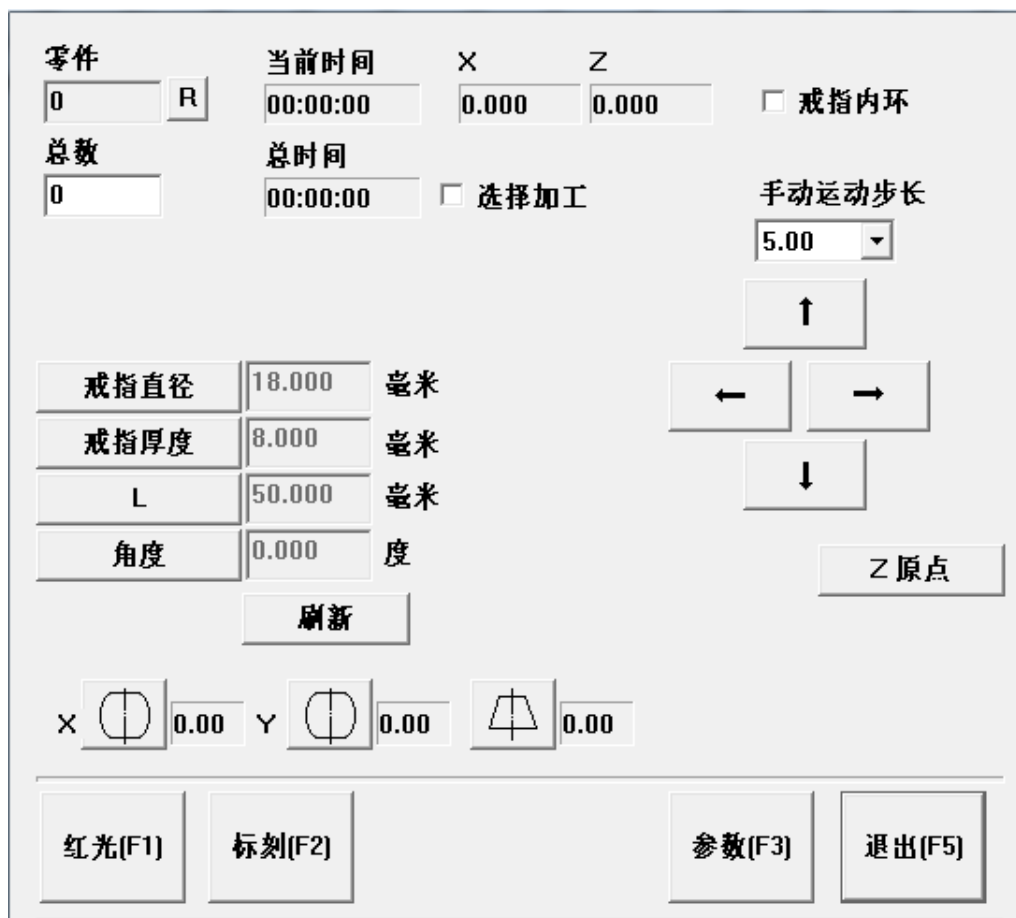 零件 当前时间 X Z
0 R 00:00:00 0.000 0.000 戒指内环
总数 总时间
0 00:00:00 选择加工 手动运动步长
5.00
↑
戒指直径 18.000 毫米 ← →
戒指厚度 8.000 毫米
L 50.000 毫米 ↓
角度 0.000 度 Z 原点
刷新
X 0.00 Y 0.00 0.00
红光(F1) 标刻(F2) 参数(F3) 退出(F5)